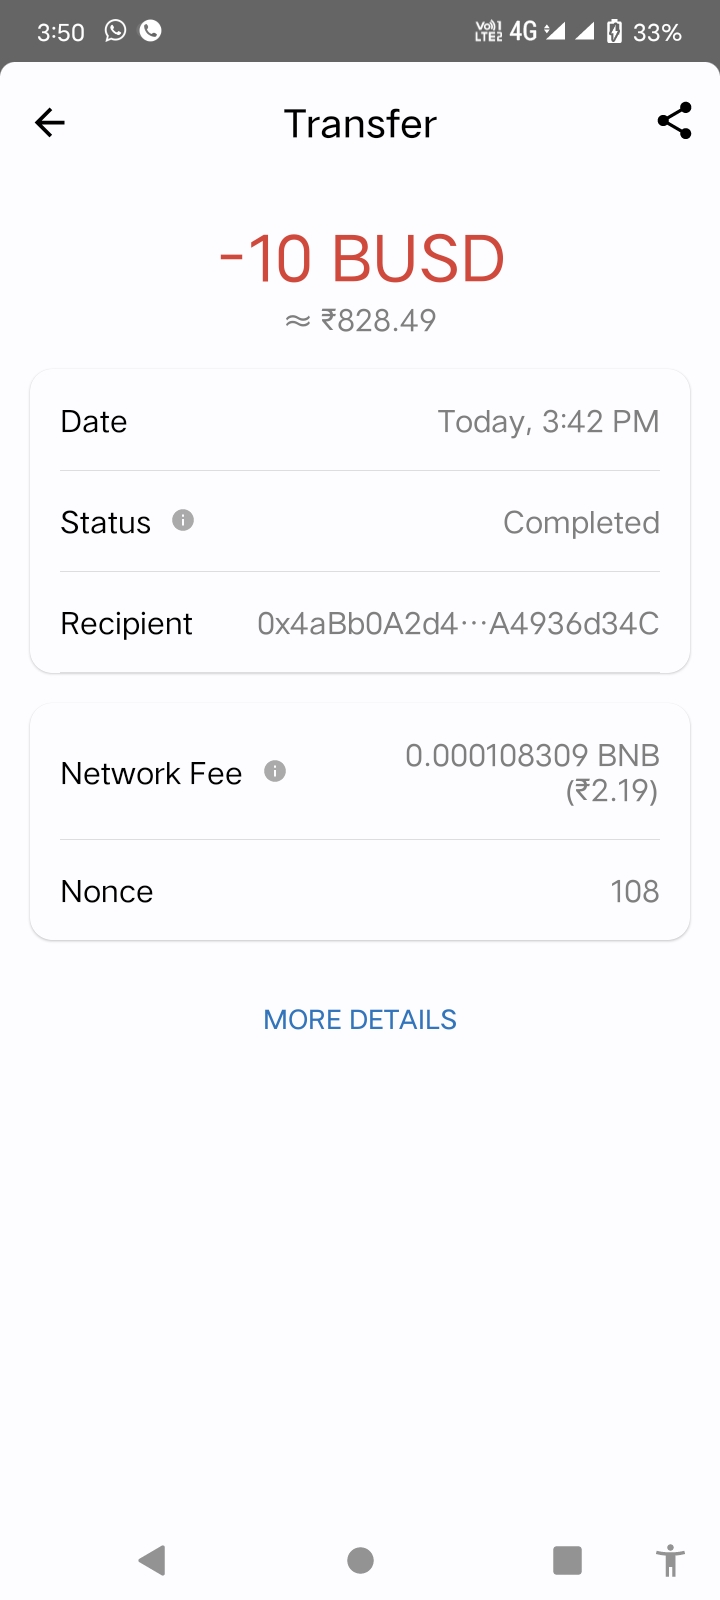 3:50 Vo)) 1 LTE2 4G 33%
Transfer
-10 BUSD
≈ ₹828.49
Date Today, 3:42 PM
Status Completed
Recipient 0x4aBb0A2d4···A4936d34C
Network Fee 0.000108309 BNB
(₹2.19)
Nonce 108
MORE DETAILS